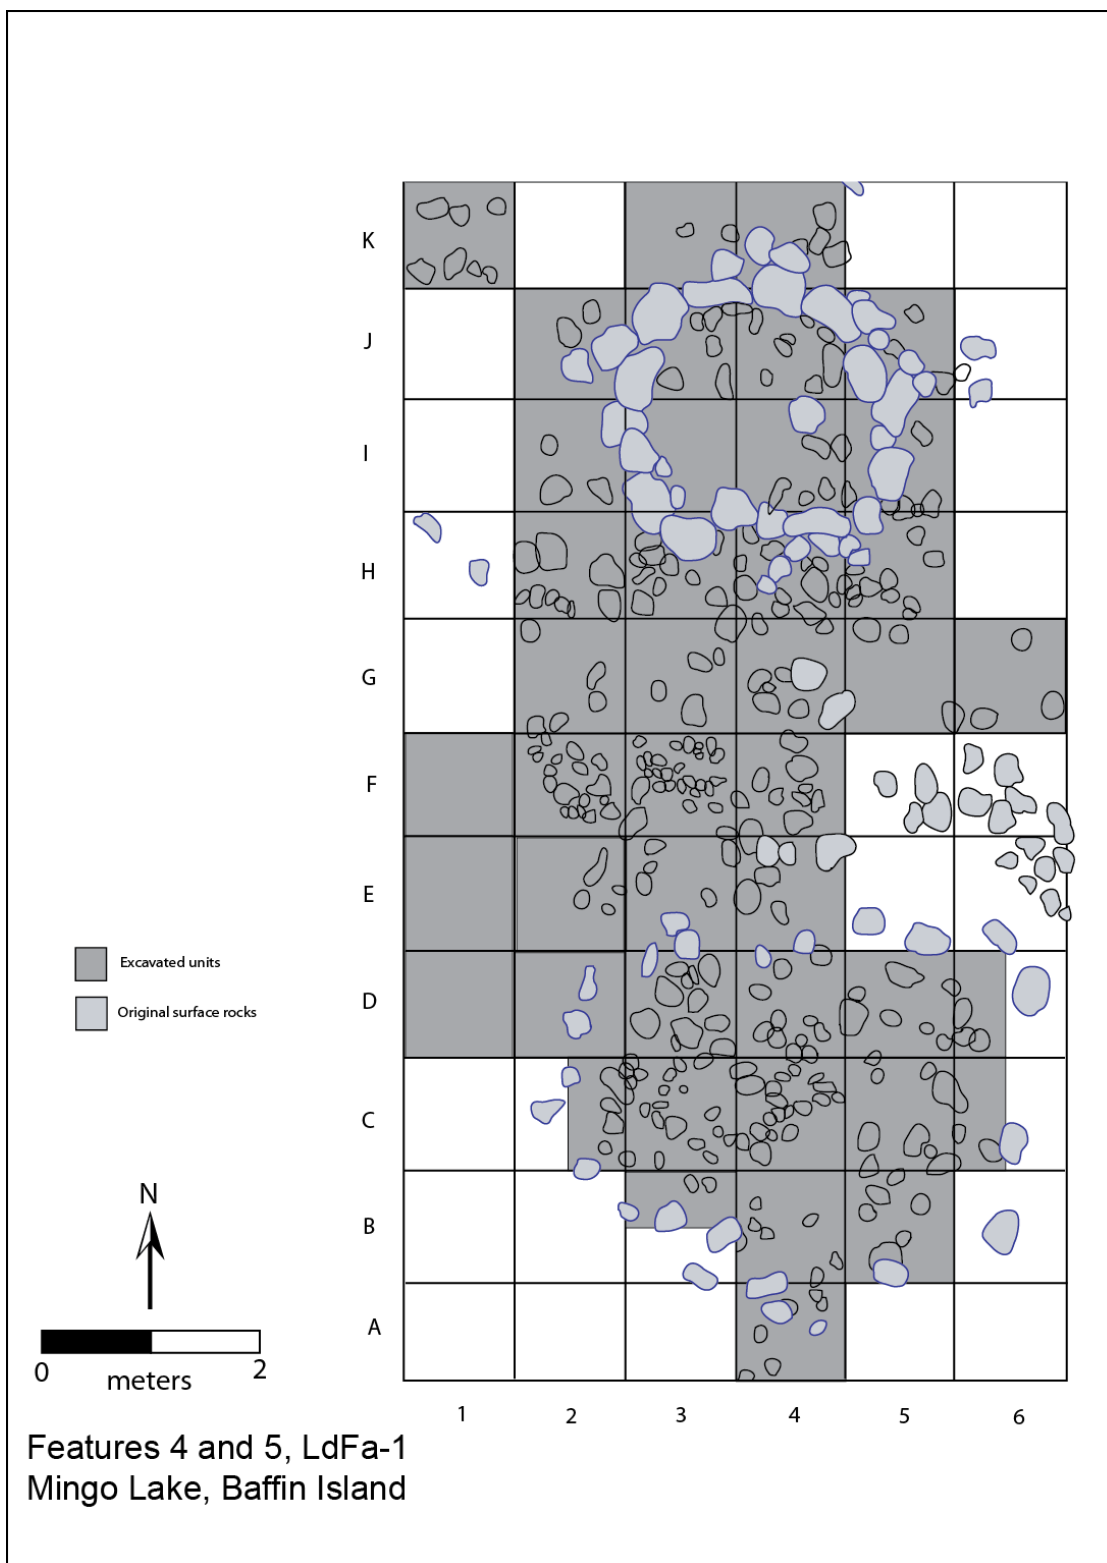 K
J
I
H
G
F
E
D
C
B
A
1 2 3 4 5 6
Excavated units
Original surface rocks
N
0 2
meters
Features 4 and 5, LdFa-1
Mingo Lake, Baffin Island